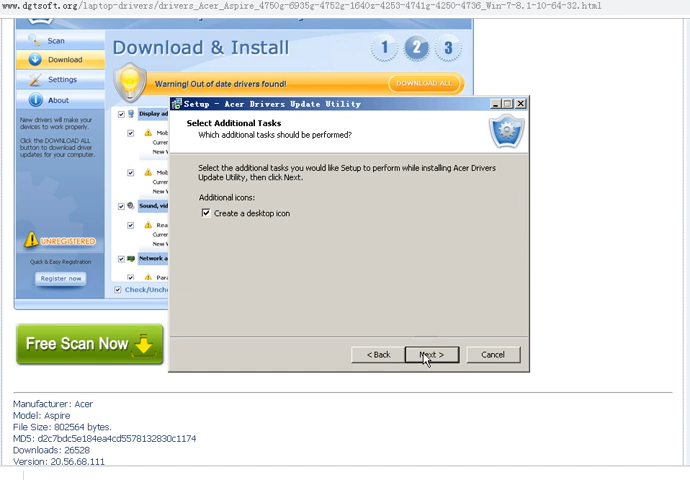 www.dgtsoft.org/laptop-drivers/drivers_Acer_Aspire_4750g-6935g-4752g-1640z-4253-4741g-4250-4736_Win-7-8.1-10-64-32.html
Scan
Download
Settings
About
New drivers will make your
devices to work properly.
Click the DOWNLOAD ALL
button to download driver
updates for your computer.
UNREGISTERED
Quick & Easy Registration
Register now
Download & Install
1 2 3
Warning! Out of date drivers found!
DOWNLOAD ALL
Display ad
Mob
Curren
New V
Mob
Curren
New V
Sound, vid
Rea
Curren
New V
Network a
Para
Check/Unche
Setup - Acer Drivers Update Utility
Select Additional Tasks
Which additional tasks should be performed?
Select the additional tasks you would like Setup to perform while installing Acer Drivers
Update Utility, then click Next.
Additional icons:
Create a desktop icon
< Back
Next >
Cancel
Free Scan Now
Manufacturer: Acer
Model: Aspire
File Size: 802564 bytes.
MD5: d2c7bdc5e184ea4cd5578132830c1174
Downloads: 26528
Version: 20.56.68.111